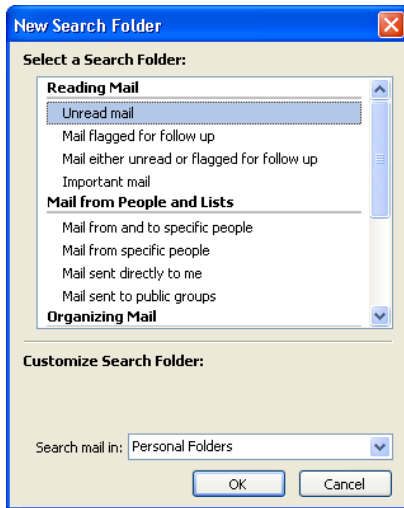 New Search Folder
Select a Search Folder:
Reading Mail
Unread mail
Mail flagged for follow up
Mail either unread or flagged for follow up
Important mail
Mail from People and Lists
Mail from and to specific people
Mail from specific people
Mail sent directly to me
Mail sent to public groups
Organizing Mail
Customize Search Folder:
Search mail in: Personal Folders
OK Cancel